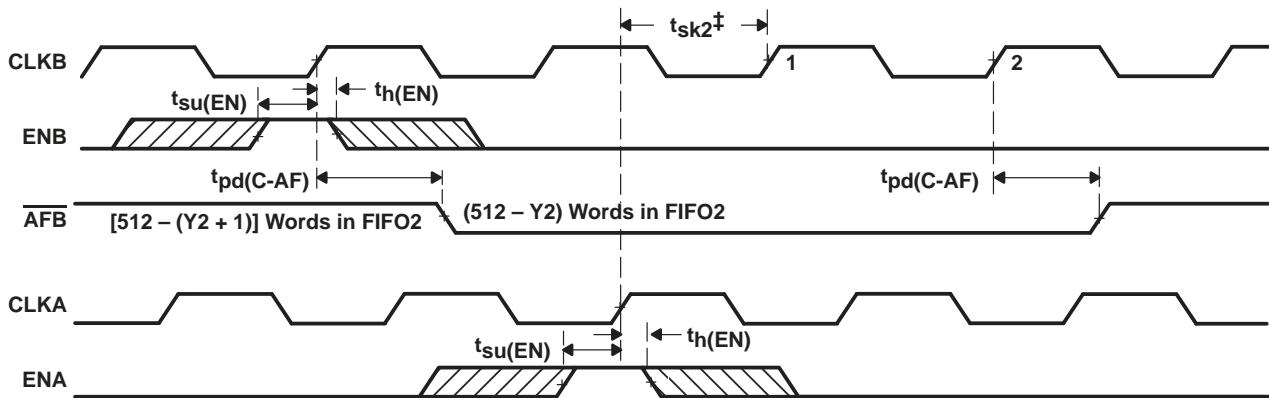 tsk2‡
CLKB
1
2
tsu(EN)
th(EN)
ENB
tpd(C-AF)
tpd(C-AF)
AFB
[512 – (Y2 + 1)] Words in FIFO2
(512 – Y2) Words in FIFO2
CLKA
tsu(EN)
th(EN)
ENA